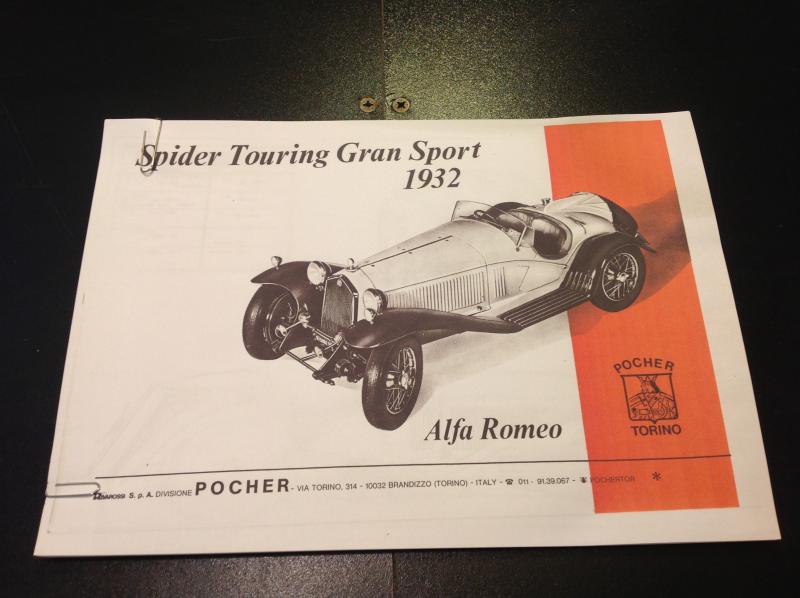 Spider Touring Gran Sport
1932
POCHER
TORINO
Alfa Romeo
S. p. A. DIVISIONE POCHER - VIA TORINO, 314 - 10032 BRANDIZZO (TORINO) - ITALY - ☎ 011 - 91.39.067 - POCHERTOR *